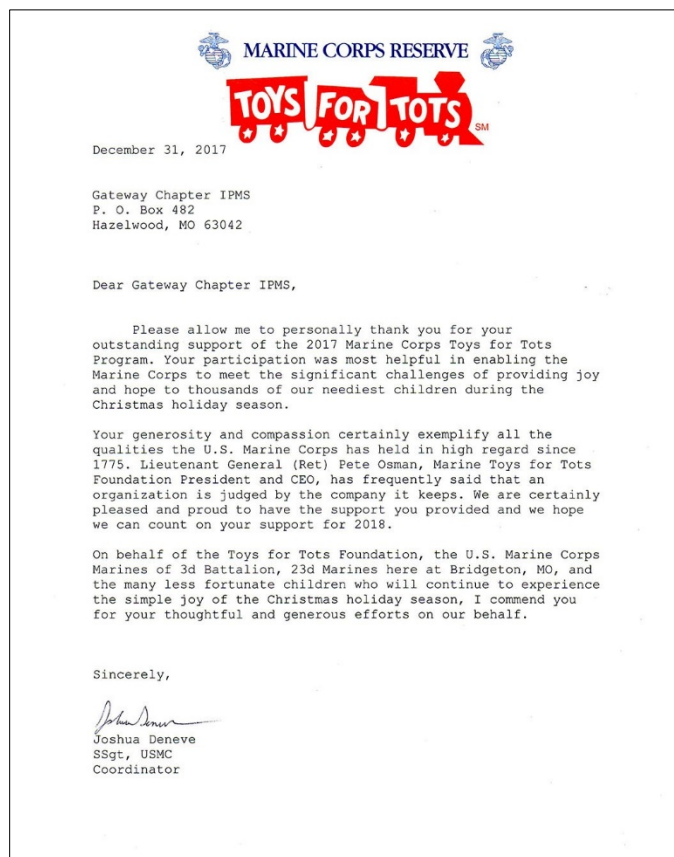 MARINE CORPS RESERVE
TOYS FOR TOTS SM
December 31, 2017
Gateway Chapter IPMS
P. O. Box 482
Hazelwood, MO 63042
Dear Gateway Chapter IPMS,
Please allow me to personally thank you for your
outstanding support of the 2017 Marine Corps Toys for Tots
Program. Your participation was most helpful in enabling the
Marine Corps to meet the significant challenges of providing joy
and hope to thousands of our neediest children during the
Christmas holiday season.
Your generosity and compassion certainly exemplify all the
qualities the U.S. Marine Corps has held in high regard since
1775. Lieutenant General (Ret) Pete Osman, Marine Toys for Tots
Foundation President and CEO, has frequently said that an
organization is judged by the company it keeps. We are certainly
pleased and proud to have the support you provided and we hope
we can count on your support for 2018.
On behalf of the Toys for Tots Foundation, the U.S. Marine Corps
Marines of 3d Battalion, 23d Marines here at Bridgeton, MO, and
the many less fortunate children who will continue to experience
the simple joy of the Christmas holiday season, I commend you
for your thoughtful and generous efforts on our behalf.
Sincerely,
Joshua Deneve
Joshua Deneve
SSgt, USMC
Coordinator